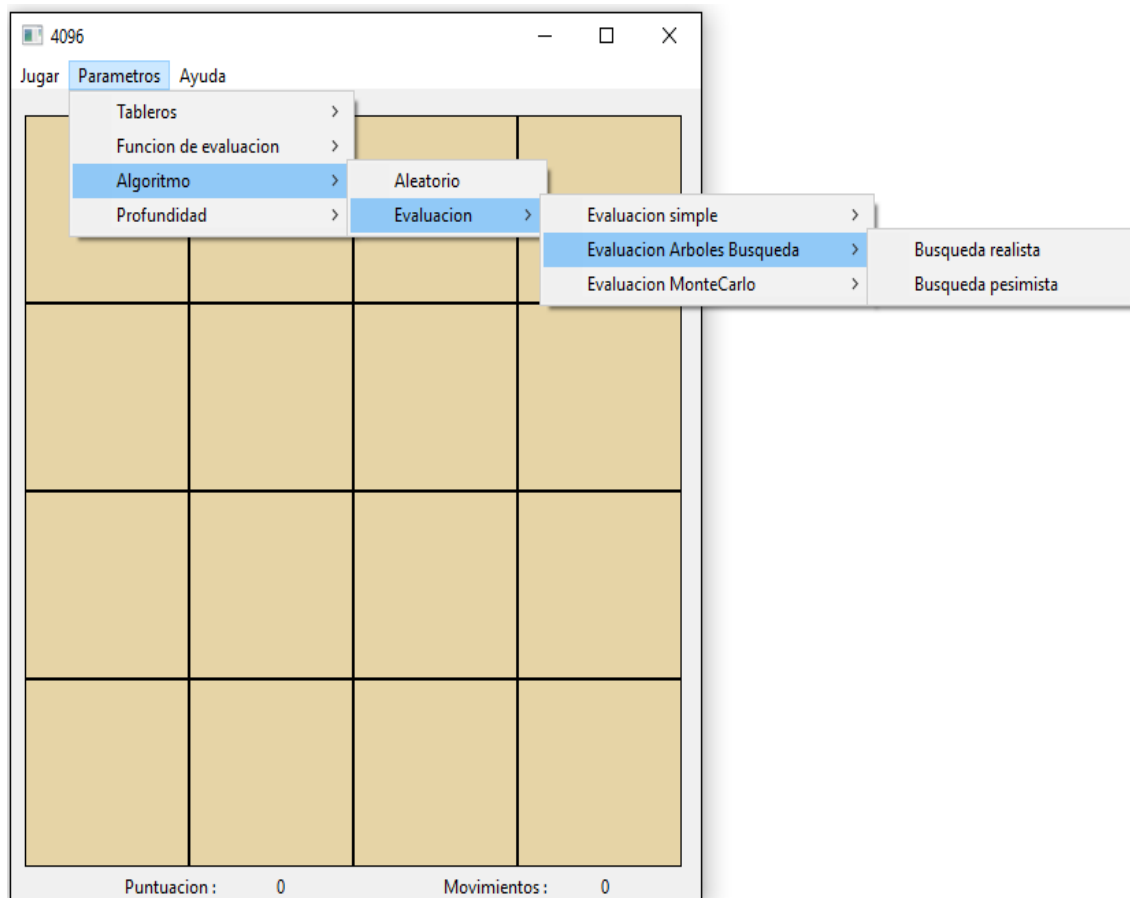 4096
Jugar Parametros Ayuda
Tableros
Funcion de evaluacion
Algoritmo
Profundidad
Aleatorio
Evaluacion
Evaluacion simple
Evaluacion Arboles Busqueda
Evaluacion MonteCarlo
Busqueda realista
Busqueda pesimista
Puntuacion : 0 Movimientos : 0